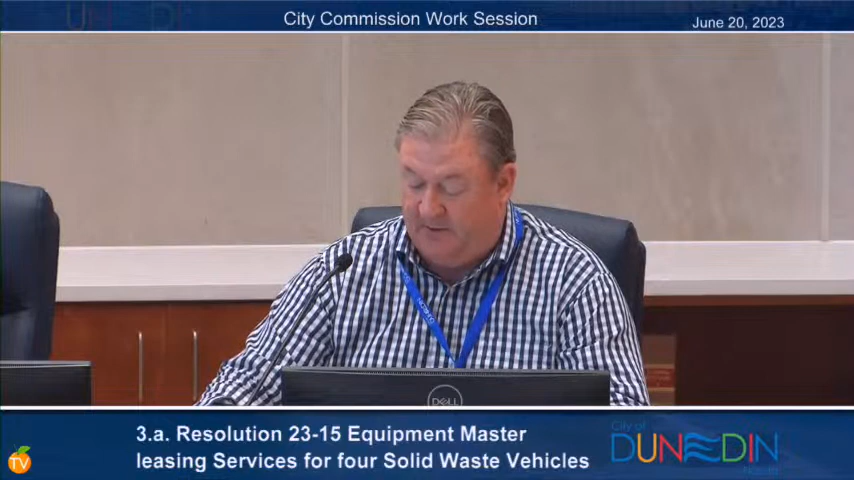 City Commission Work Session
June 20, 2023
DELL
3.a. Resolution 23-15 Equipment Master
leasing Services for four Solid Waste Vehicles
City of
DUNEDIN
TV